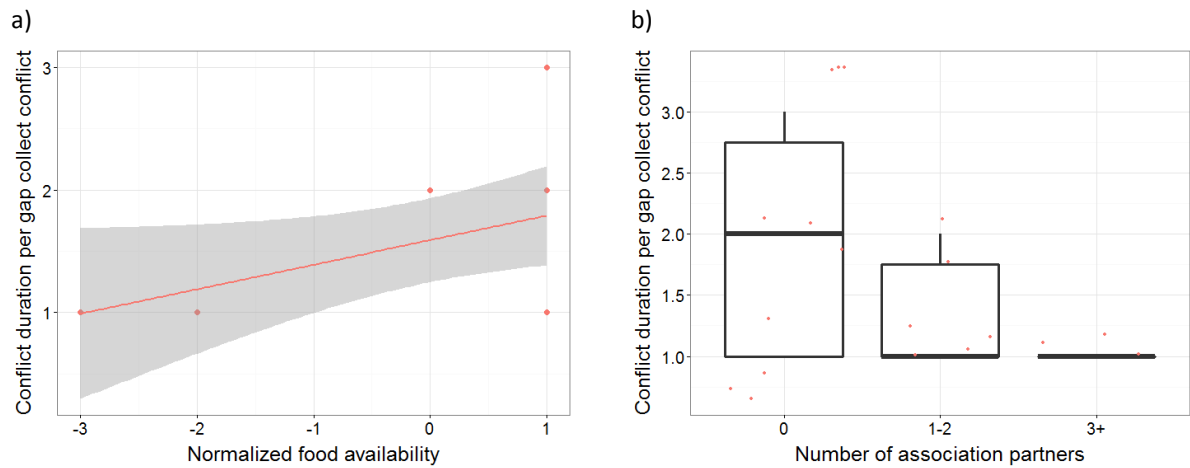 a)
Conflict duration per gap collect conflict
3
2
1
-3 -2 -1 0 1
Normalized food availability
b)
Conflict duration per gap collect conflict
3.0
2.5
2.0
1.5
1.0
0 1-2 3+
Number of association partners